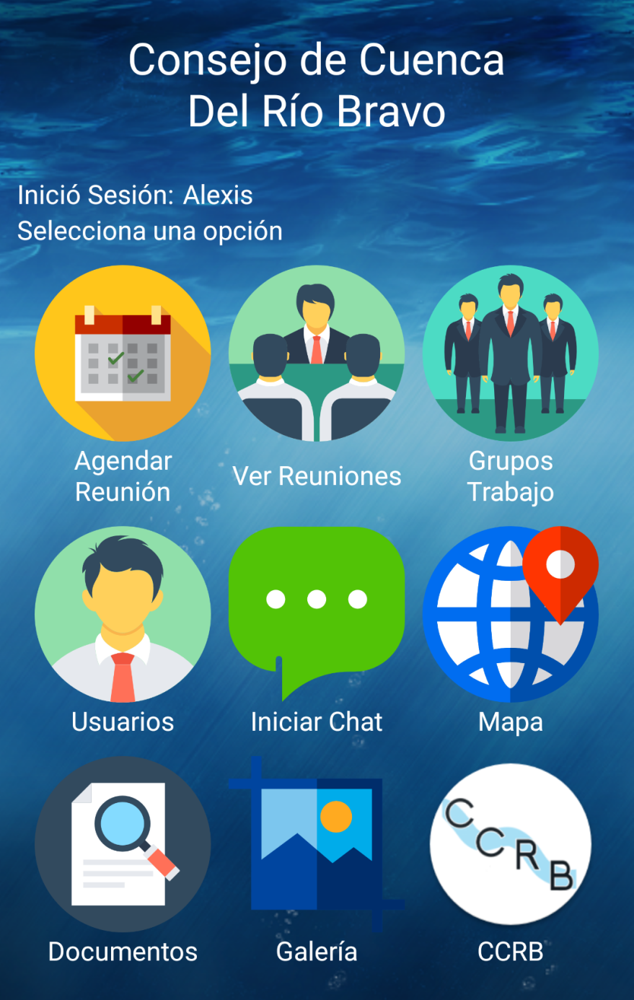 Consejo de Cuenca
Del Río Bravo
Inició Sesión: Alexis
Selecciona una opción
Agendar
Reunión
Ver Reuniones
Grupos
Trabajo
Usuarios
Iniciar Chat
Mapa
CCRB
Documentos
Galería
CCRB